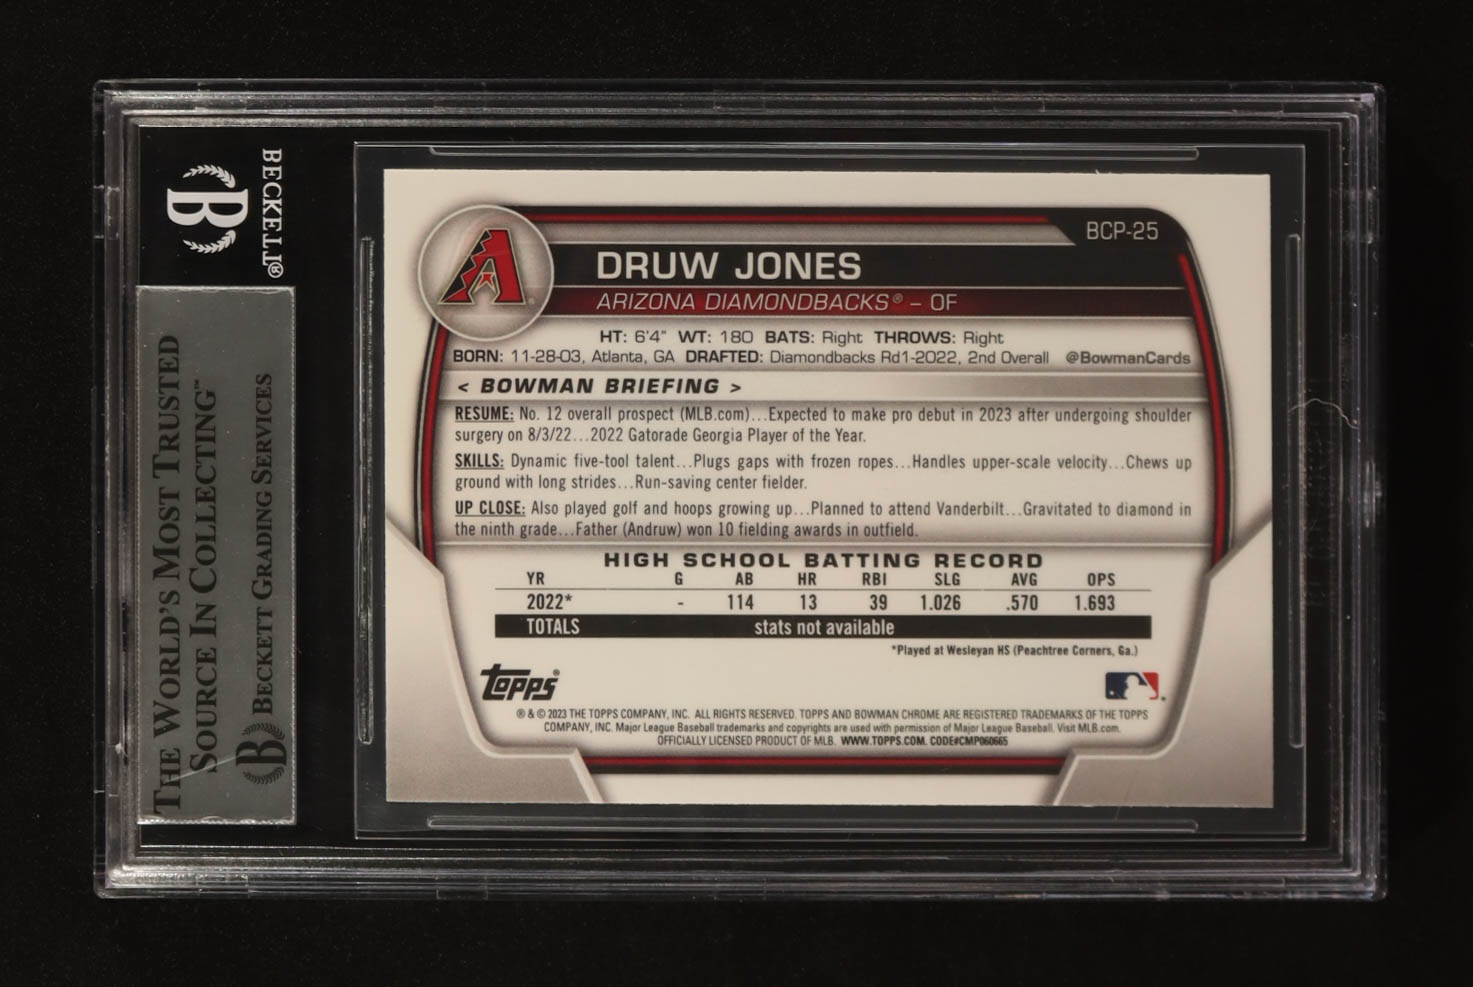 BECKETT®
B
THE WORLD'S MOST TRUSTED
SOURCE IN COLLECTING™
B BECKETT GRADING SERVICES
BCP-25
A
DRUW JONES
ARIZONA DIAMONDBACKS® – OF
HT: 6'4" WT: 180 BATS: Right THROWS: Right
BORN: 11-28-03, Atlanta, GA DRAFTED: Diamondbacks Rd1-2022, 2nd Overall @BowmanCards
< BOWMAN BRIEFING >
RESUME: No. 12 overall prospect (MLB.com)...Expected to make pro debut in 2023 after undergoing shoulder
surgery on 8/3/22...2022 Gatorade Georgia Player of the Year.
SKILLS: Dynamic five-tool talent...Plugs gaps with frozen ropes...Handles upper-scale velocity...Chews up
ground with long strides...Run-saving center fielder.
UP CLOSE: Also played golf and hoops growing up...Planned to attend Vanderbilt...Gravitated to diamond in
the ninth grade...Father (Andruw) won 10 fielding awards in outfield.
HIGH SCHOOL BATTING RECORD
YR G AB HR RBI SLG AVG OPS
2022* - 114 13 39 1.026 .570 1.693
TOTALS stats not available
*Played at Wesleyan HS (Peachtree Corners, Ga.)
Topps®
® & © 2023 THE TOPPS COMPANY, INC. ALL RIGHTS RESERVED. TOPPS AND BOWMAN CHROME ARE REGISTERED TRADEMARKS OF THE TOPPS
COMPANY, INC. Major League Baseball trademarks and copyrights are used with permission of Major League Baseball. Visit MLB.com.
OFFICIALLY LICENSED PRODUCT OF MLB. WWW.TOPPS.COM. CODE#CMP060665